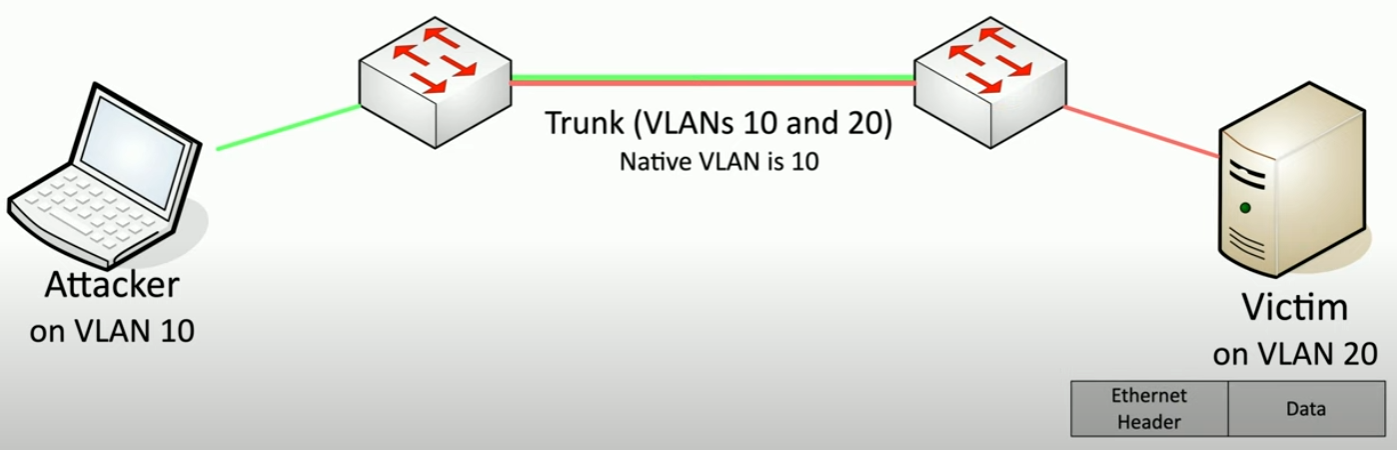 Trunk (VLANs 10 and 20)
Native VLAN is 10
Attacker
on VLAN 10
Victim
on VLAN 20
Ethernet
Header
Data